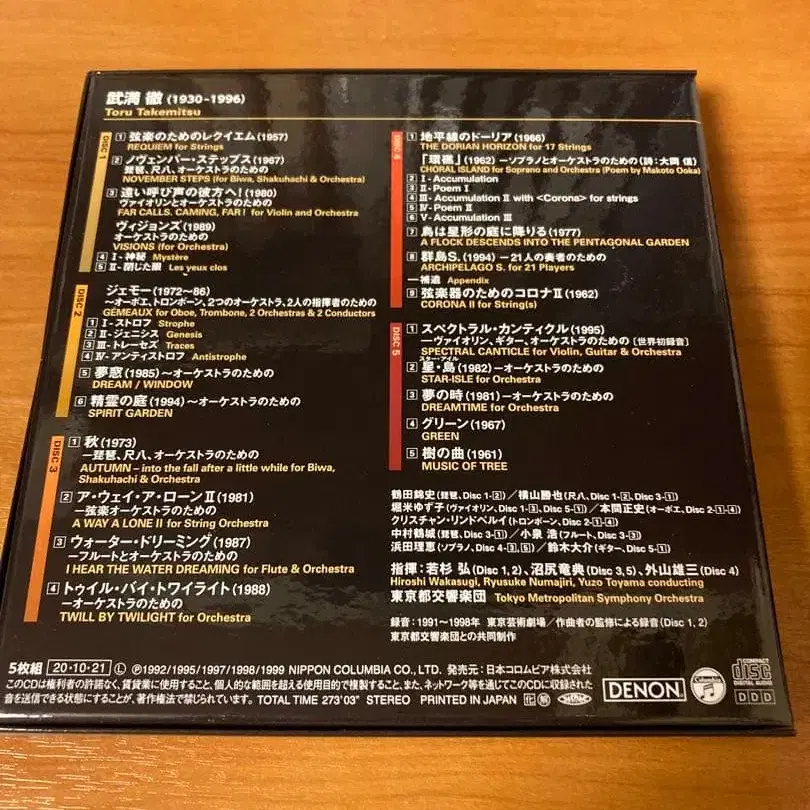 武満 徹 (1930-1996)
Toru Takemitsu
DISC 1
1 弦楽のためのレクイエム(1957)
REQUIEM for Strings
2 ノヴェンバー・ステップス(1967)
琵琶、尺八、オーケストラのための
NOVEMBER STEPS (for Biwa, Shakuhachi & Orchestra)
3 遠い呼び声の彼方へ!(1980)
ヴァイオリンとオーケストラのための
FAR CALLS. CAMING, FAR! for Violin and Orchestra
ヴィジョンズ(1989)
オーケストラのための
VISIONS (for Orchestra)
4 I-神秘 Mystère
5 II-閉じた眼 Les yeux clos
DISC 2
ジェモー(1972〜86)
〜オーボエ、トロンボーン、2つのオーケストラ、2人の指揮者のための
GÉMEAUX for Oboe, Trombone, 2 Orchestras & 2 Conductors
1 I-ストロフ Strophe
2 II-ジェニシス Genesis
3 III-トレーセズ Traces
4 IV-アンティストロフ Antistrophe
5 夢窓(1985)〜オーケストラのための
DREAM / WINDOW
6 精霊の庭(1994)〜オーケストラのための
SPIRIT GARDEN
DISC 3
1 秋(1973)
―琵琶、尺八、オーケストラのための
AUTUMN – into the fall after a little while for Biwa,
Shakuhachi & Orchestra
2 ア・ウェイ・ア・ローンII(1981)
―弦楽オーケストラのための
A WAY A LONE II for String Orchestra
3 ウォーター・ドリーミング(1987)
―フルートとオーケストラのための
I HEAR THE WATER DREAMING for Flute & Orchestra
4 トゥイル・バイ・トワイライト(1988)
―オーケストラのための
TWILL BY TWILIGHT for Orchestra
DISC 4
1 地平線のドーリア(1966)
THE DORIAN HORIZON for 17 Strings
「環礁」(1962)―ソプラノとオーケストラのための(詩:大岡 信)
CHORAL ISLAND for Soprano and Orchestra (Poem by Makoto Ooka)
2 I-Accumulation
3 II-Poem I
4 III-Accumulation II with <Corona> for strings
5 IV-Poem II
6 V-Accumulation III
7 鳥は星形の庭に降りる(1977)
A FLOCK DESCENDS INTO THE PENTAGONAL GARDEN
8 群島S.(1994)―21人の奏者のための
ARCHIPELAGO S. for 21 Players
―補遺 Appendix
9 弦楽器のためのコロナII(1962)
CORONA II for String(s)
DISC 5
1 スペクトラル・カンティクル(1995)
―ヴァイオリン、ギター、オーケストラのための〔世界初録音〕
SPECTRAL CANTICLE for Violin, Guitar & Orchestra
スター・アイル
2 星・島(1982)―オーケストラのための
STAR-ISLE for Orchestra
3 夢の時(1981)―オーケストラのための
DREAMTIME for Orchestra
4 グリーン(1967)
GREEN
5 樹の曲(1961)
MUSIC OF TREE
鶴田錦史(琵琶、Disc 1-2)/横山勝也(尺八、Disc 1-2、Disc 3-1)
堀米ゆず子(ヴァイオリン、Disc 1-3、Disc 5-1)/本間正史(オーボエ、Disc 2-1-4)
クリスチャン・リンドベルイ(トロンボーン、Disc 2-1-4)
中村鶴城(琵琶、Disc 3-1)/小泉 浩(フルート、Disc 3-3)
浜田理恵(ソプラノ、Disc 4-3、5)/鈴木大介(ギター、Disc 5-1)
指揮:若杉 弘(Disc 1, 2)、沼尻竜典(Disc 3, 5)、外山雄三(Disc 4)
Hiroshi Wakasugi, Ryusuke Numajiri, Yuzo Toyama conducting
東京都交響楽団 Tokyo Metropolitan Symphony Orchestra
録音:1991〜1998年 東京芸術劇場/作曲者の監修による録音(Disc 1, 2)
東京都交響楽団との共同制作
5枚組 20・10・21 Ⓛ Ⓟ1992/1995/1997/1998/1999 NIPPON COLUMBIA CO., LTD. 発売元:日本コロムビア株式会社
このCDは権利者の許諾なく、賃貸業に使用すること、個人的な範囲を超える使用目的で複製すること、また、ネットワーク等を通じてこのCDに収録された
音を送信できる状態にすることが、著作権法で禁じられています。 TOTAL TIME 273'03" STEREO PRINTED IN JAPAN
DENON
Columbia
COMPACT
disc
DIGITAL AUDIO
DDD